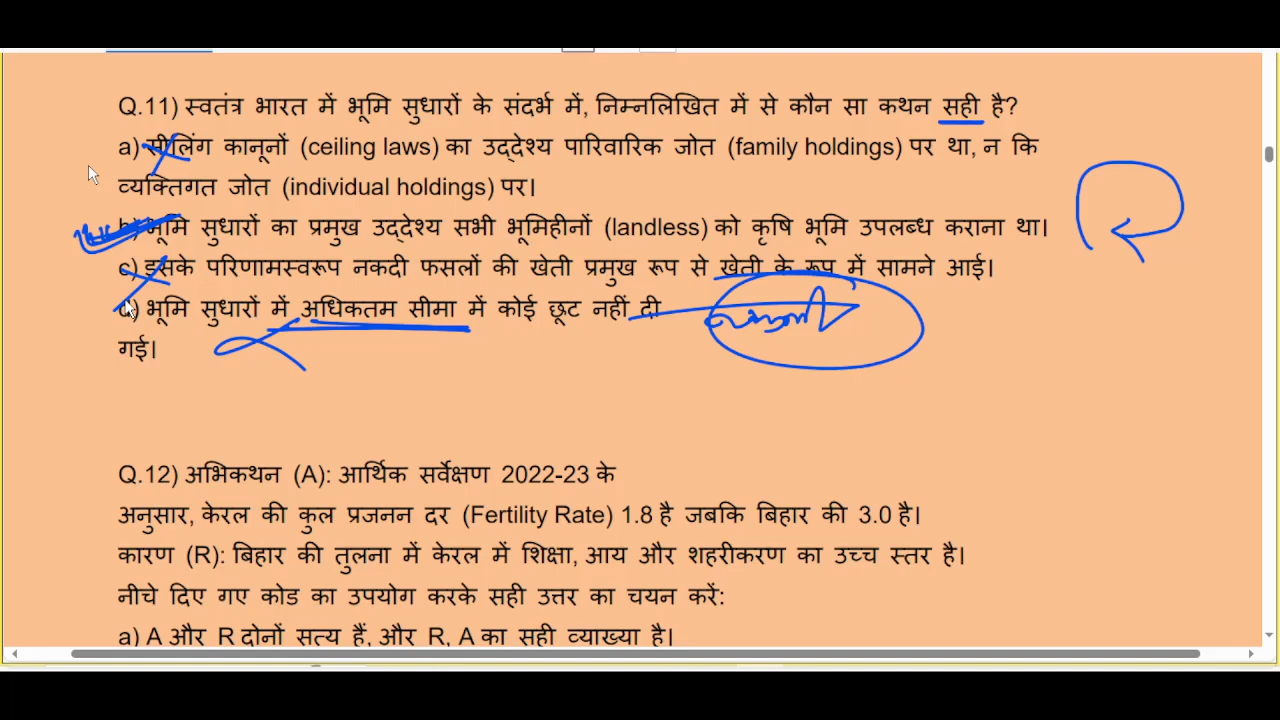 Q.11) स्वतंत्र भारत में भूमि सुधारों के संदर्भ में, निम्नलिखित में से कौन सा कथन सही है?
a) सीलिंग कानूनों (ceiling laws) का उद्देश्य पारिवारिक जोत (family holdings) पर था, न कि
व्यक्तिगत जोत (individual holdings) पर।
b) भूमि सुधारों का प्रमुख उद्देश्य सभी भूमिहीनों (landless) को कृषि भूमि उपलब्ध कराना था।
c) इसके परिणामस्वरूप नकदी फसलों की खेती प्रमुख रूप से खेती के रूप में सामने आई।
d) भूमि सुधारों में अधिकतम सीमा में कोई छूट नहीं दी
गई।
Q.12) अभिकथन (A): आर्थिक सर्वेक्षण 2022-23 के
अनुसार, केरल की कुल प्रजनन दर (Fertility Rate) 1.8 है जबकि बिहार की 3.0 है।
कारण (R): बिहार की तुलना में केरल में शिक्षा, आय और शहरीकरण का उच्च स्तर है।
नीचे दिए गए कोड का उपयोग करके सही उत्तर का चयन करें:
a) A और R दोनों सत्य हैं, और R, A का सही व्याख्या है।